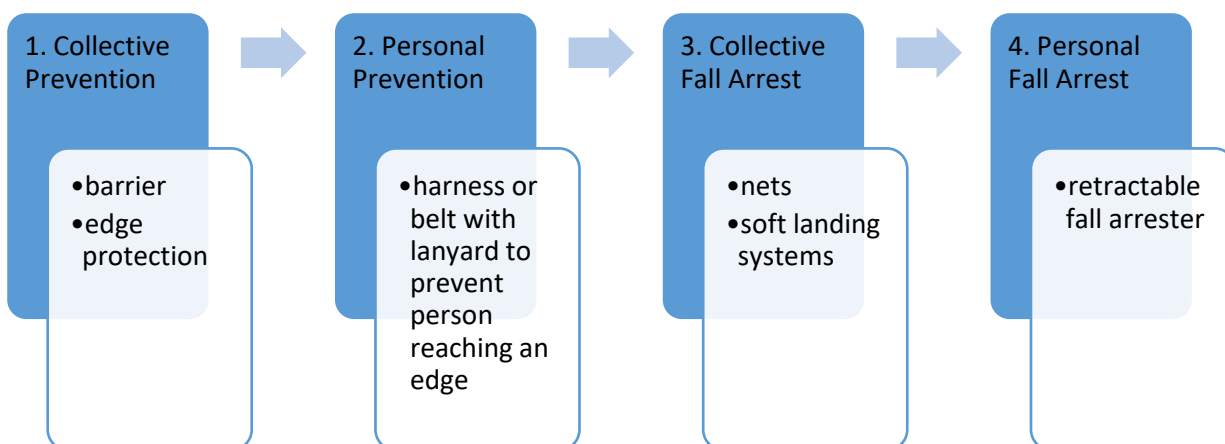 1. Collective
Prevention
•barrier
•edge
protection
2. Personal
Prevention
•harness or
belt with
lanyard to
prevent
person
reaching an
edge
3. Collective
Fall Arrest
•nets
•soft landing
systems
4. Personal
Fall Arrest
•retractable
fall arrester